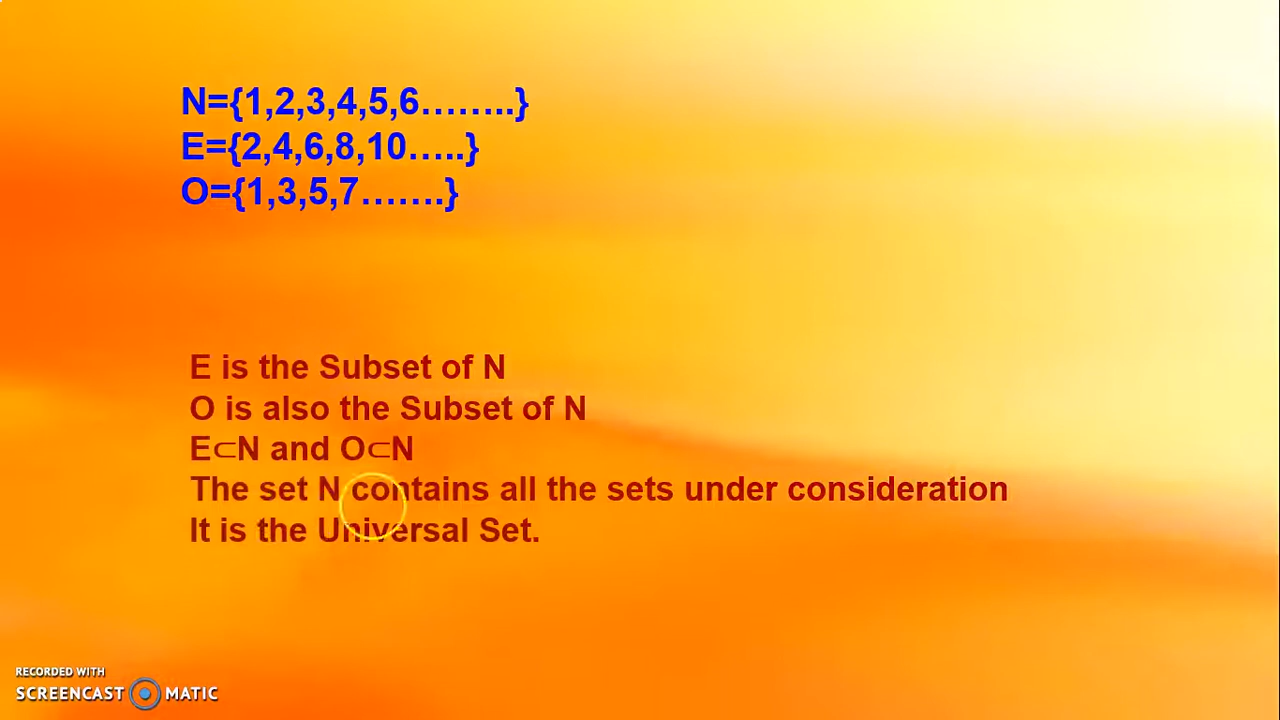 N={1,2,3,4,5,6……..}
E={2,4,6,8,10…..}
O={1,3,5,7…….}
E is the Subset of N
O is also the Subset of N
E⊂N and O⊂N
The set N contains all the sets under consideration
It is the Universal Set.
RECORDED WITH
SCREENCAST MATIC